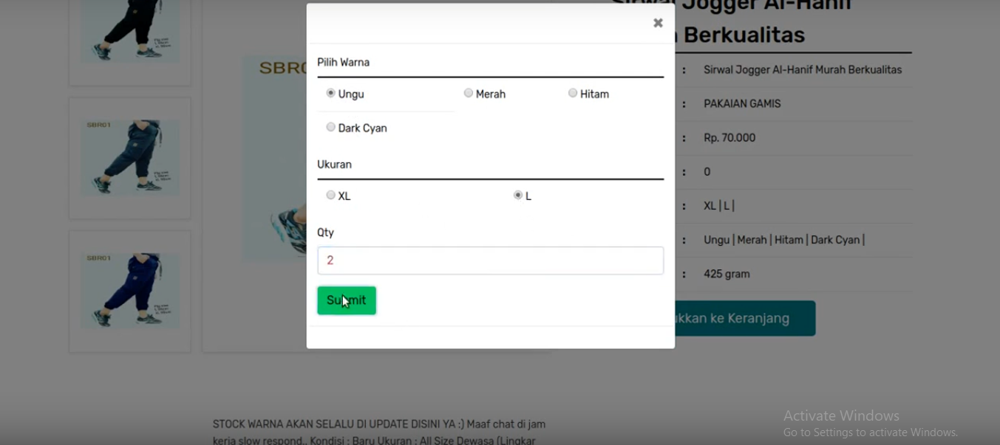 Sirwal Jogger Al-Hanif
Berkualitas
✖
Pilih Warna
Ungu
Merah
Hitam
Dark Cyan
Ukuran
XL
L
Qty
2
Submit
SBR01
SBR01
: Sirwal Jogger Al-Hanif Murah Berkualitas
: PAKAIAN GAMIS
: Rp. 70.000
: 0
: XL | L |
: Ungu | Merah | Hitam | Dark Cyan |
: 425 gram
ke Keranjang
STOCK WARNA AKAN SELALU DI UPDATE DISINI YA :) Maaf chat di jam
kerja slow respond,. Kondisi : Baru Ukuran : All Size Dewasa (Lingkar
Activate Windows
Go to Settings to activate Windows.